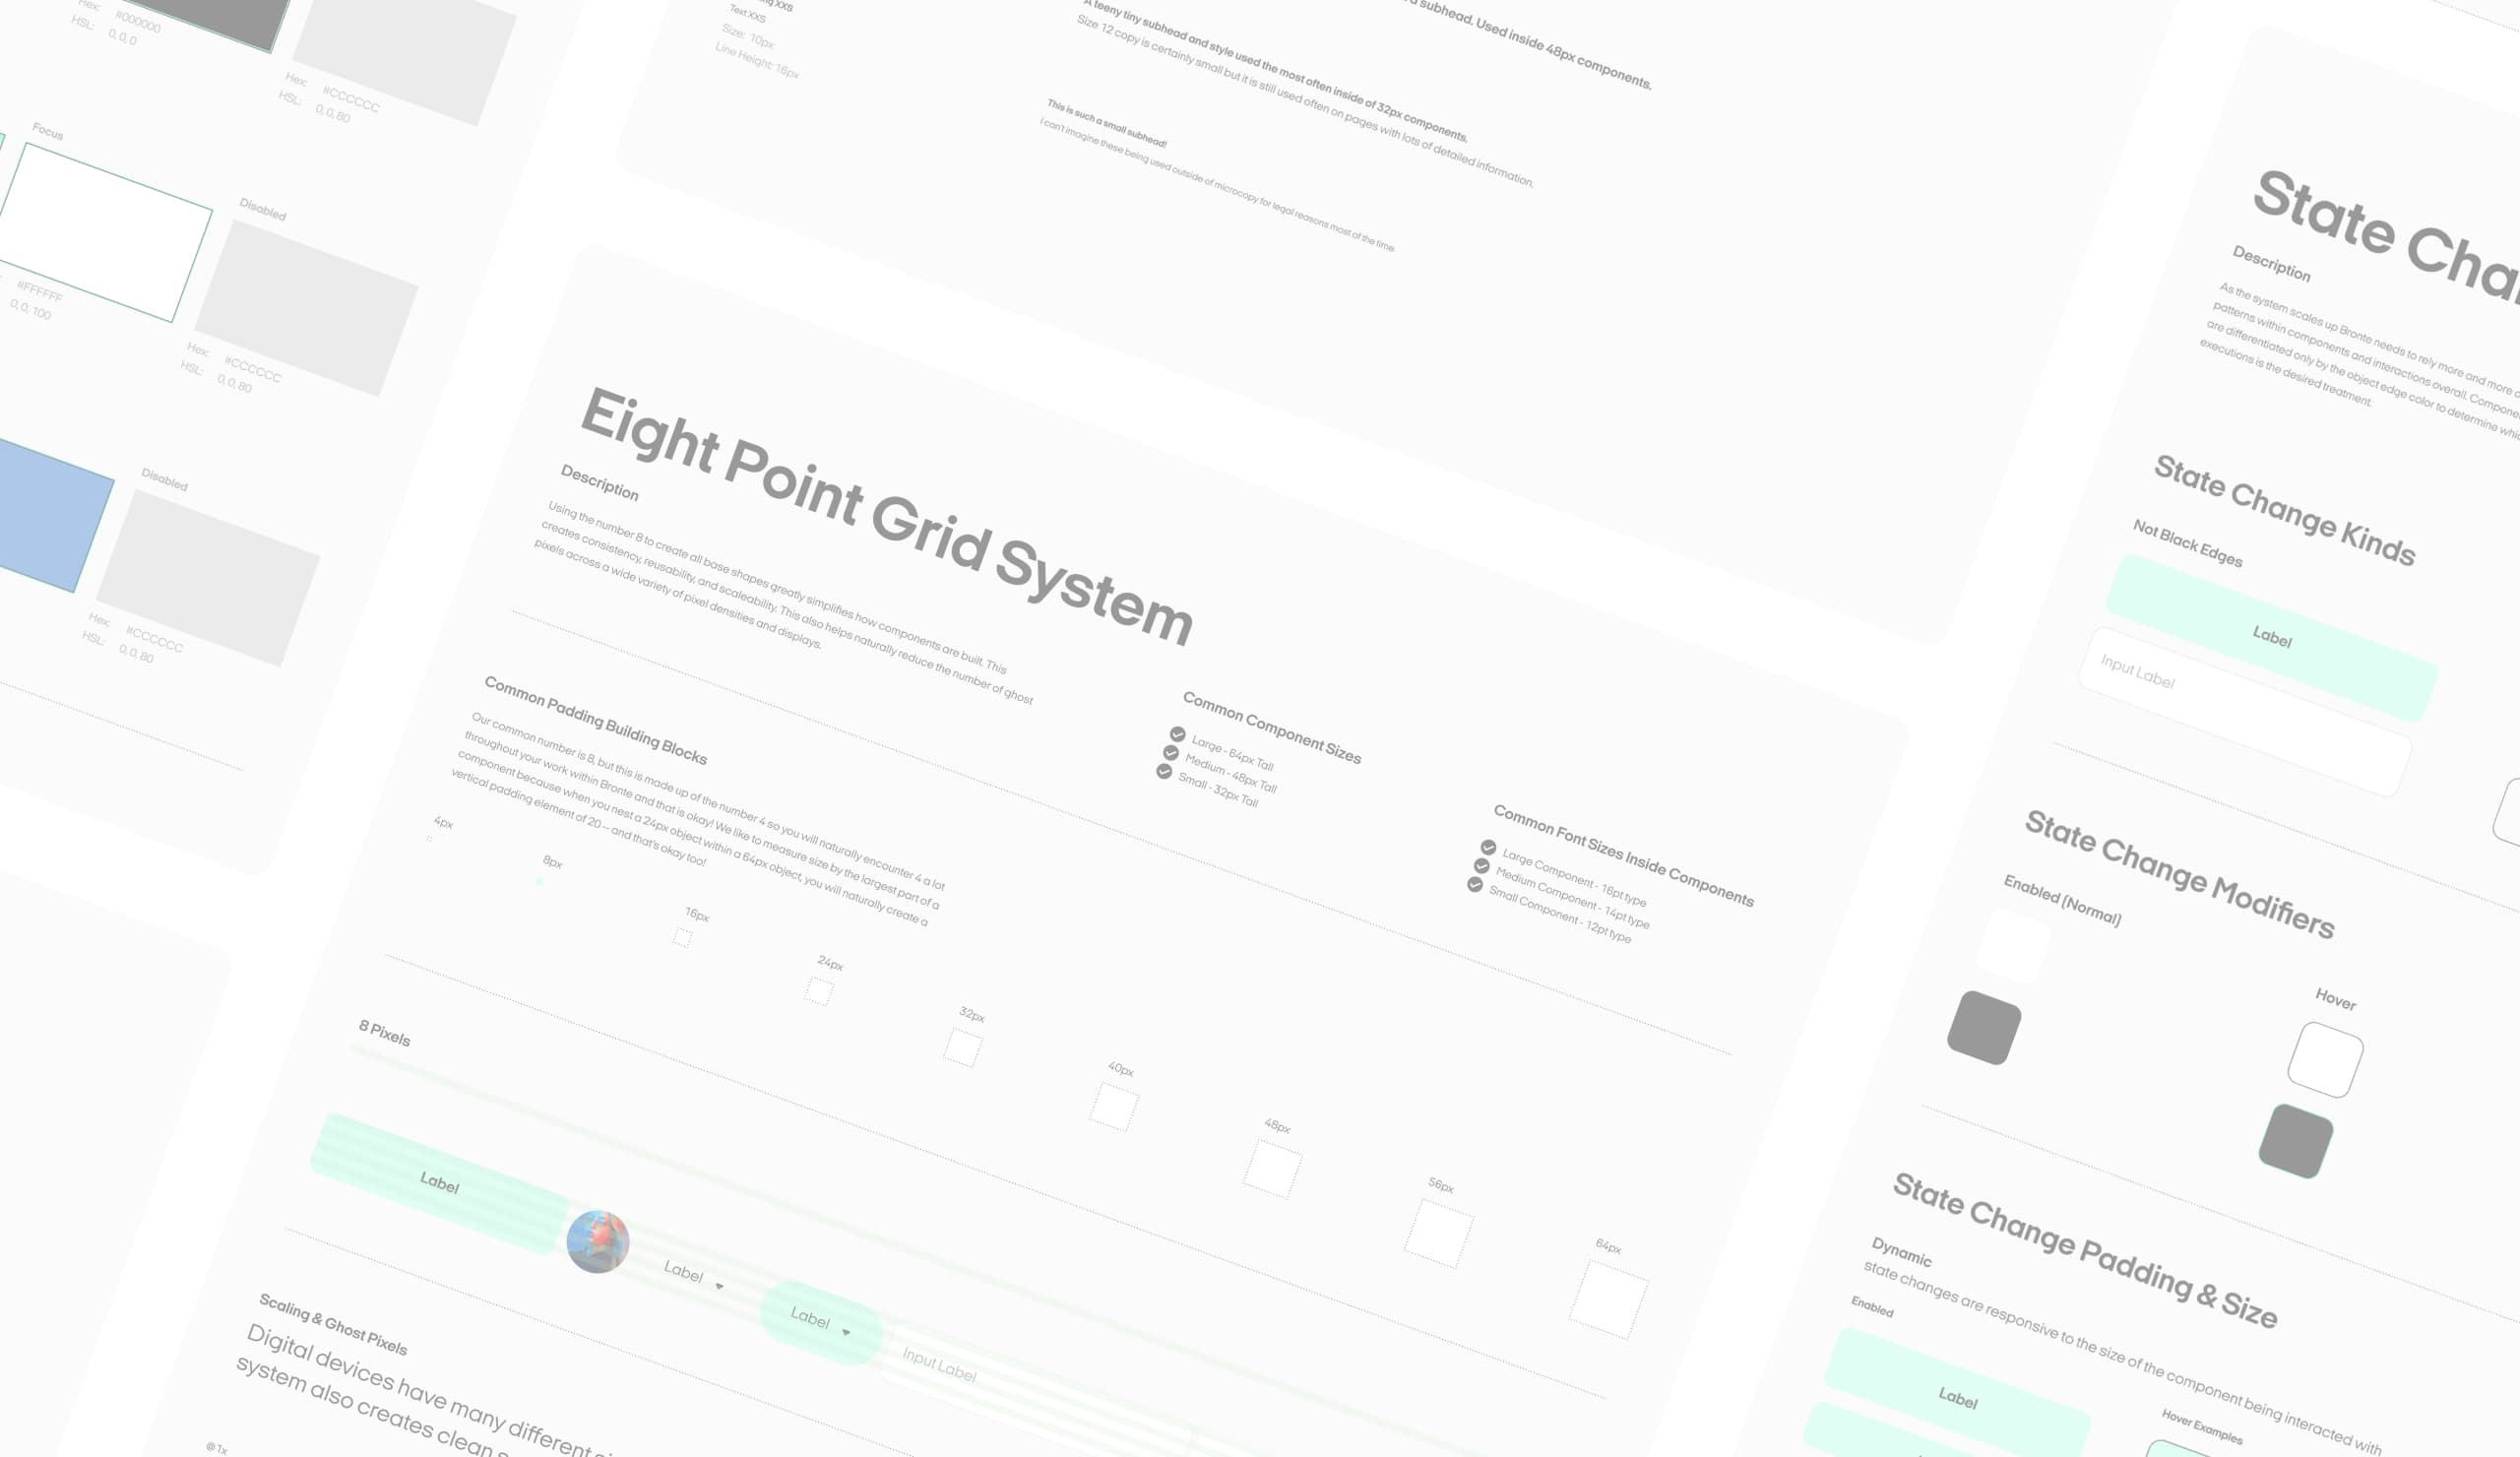 Hex: #000000
HSL: 0, 0, 0
Hex: #CCCCCC
HSL: 0, 0, 80
Focus
#FFFFFF
0, 0, 100
Disabled
Hex: #CCCCCC
HSL: 0, 0, 80
Disabled
Hex: #CCCCCC
HSL: 0, 0, 80
XXS
Text XXS
Size: 10px
Line Height: 16px
subhead. Used inside 48px components.
A teeny tiny subhead and style used the most often inside of 32px components.
Size 12 copy is certainly small but it is still used often on pages with lots of detailed information.
This is such a small subhead!
I can't imagine these being used outside of microcopy for legal reasons most of the time.
Eight Point Grid System
Description
Using the number 8 to create all base shapes greatly simplifies how components are built. This
creates consistency, reusability, and scaleability. This also helps naturally reduce the number of ghost
pixels across a wide variety of pixel densities and displays.
Common Padding Building Blocks
Our common number is 8, but this is made up of the number 4 so you will naturally encounter 4 a lot
throughout your work within Bronte and that is okay! We like to measure size by the largest part of a
component because when you nest a 24px object within a 64px object, you will naturally create a
vertical padding element of 20 – and that's okay too!
Common Component Sizes
Large - 64px Tall
Medium - 48px Tall
Small - 32px Tall
Common Font Sizes Inside Components
Large Component - 16pt type
Medium Component - 14pt type
Small Component - 12pt type
4px
8px
16px
24px
32px
40px
48px
56px
64px
8 Pixels
Label
Label
Label
Input Label
Scaling & Ghost Pixels
Digital devices have many different
system also creates clean
@1x
State Cha
Description
As the system scales up Bronte needs to rely more and more
patterns within components and interactions overall. Compone
are differentiated only by the object edge color to determine whi
executions is the desired treatment.
State Change Kinds
Not Black Edges
Label
Input Label
State Change Modifiers
Enabled (Normal)
Hover
State Change Padding & Size
Dynamic
state changes are responsive to the size of the component being interacted with
Enabled
Label
Hover Examples